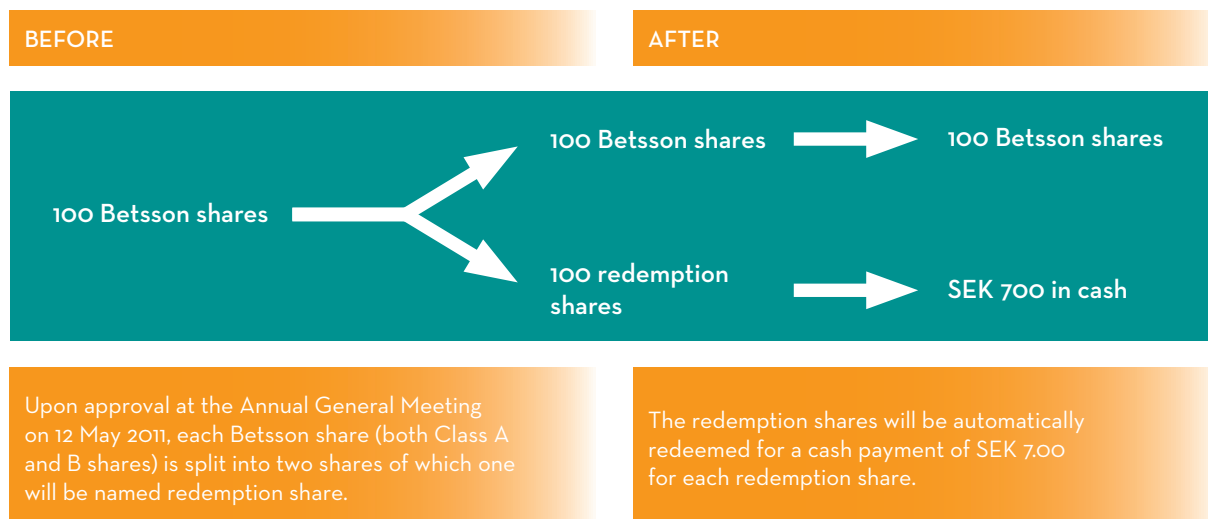 BEFORE
AFTER
100 Betsson shares
100 Betsson shares
100 Betsson shares
100 redemption
shares
SEK 700 in cash
Upon approval at the Annual General Meeting
on 12 May 2011, each Betsson share (both Class A
and B shares) is split into two shares of which one
will be named redemption share.
The redemption shares will be automatically
redeemed for a cash payment of SEK 7.00
for each redemption share.